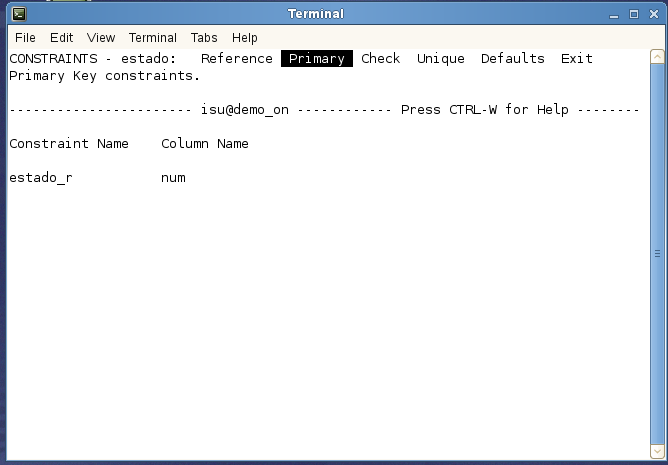 Terminal
File Edit View Terminal Tabs Help
CONSTRAINTS - estado: Reference Primary Check Unique Defaults Exit
Primary Key constraints.
----------------------- isu@demo_on ------------ Press CTRL-W for Help --------
Constraint Name Column Name
estado_r num